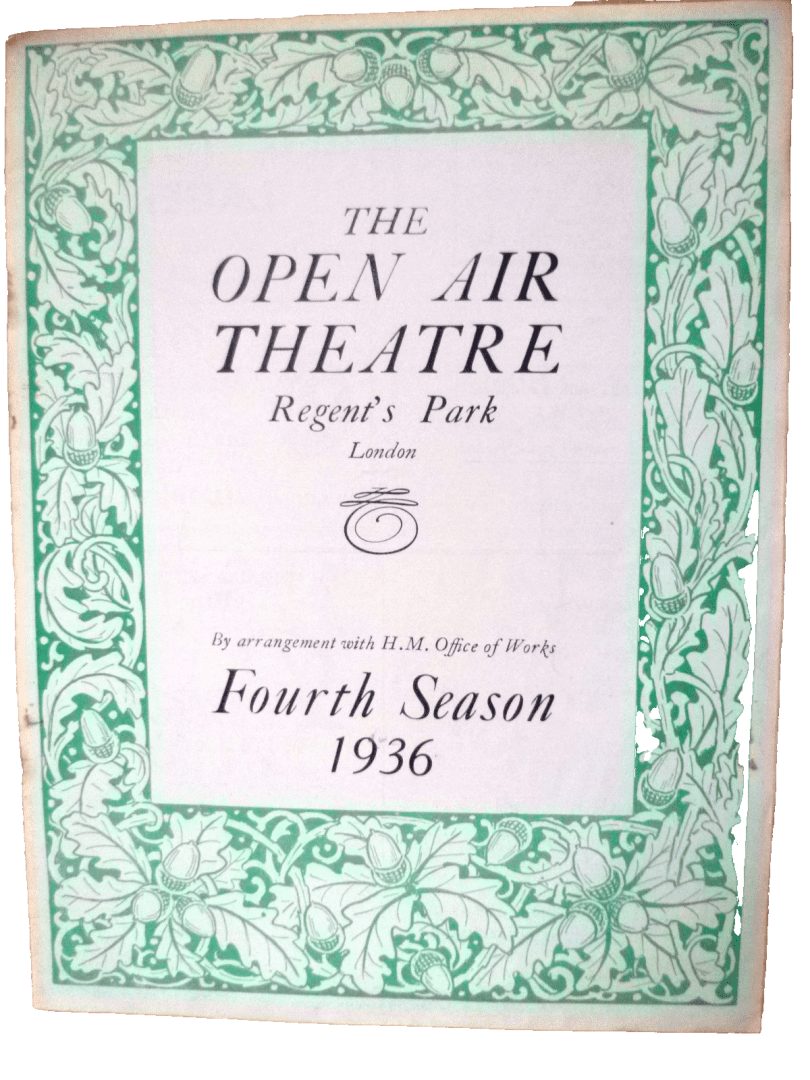 THE
OPEN AIR
THEATRE
Regent's Park
London
By arrangement with H.M. Office of Works
Fourth Season
1936